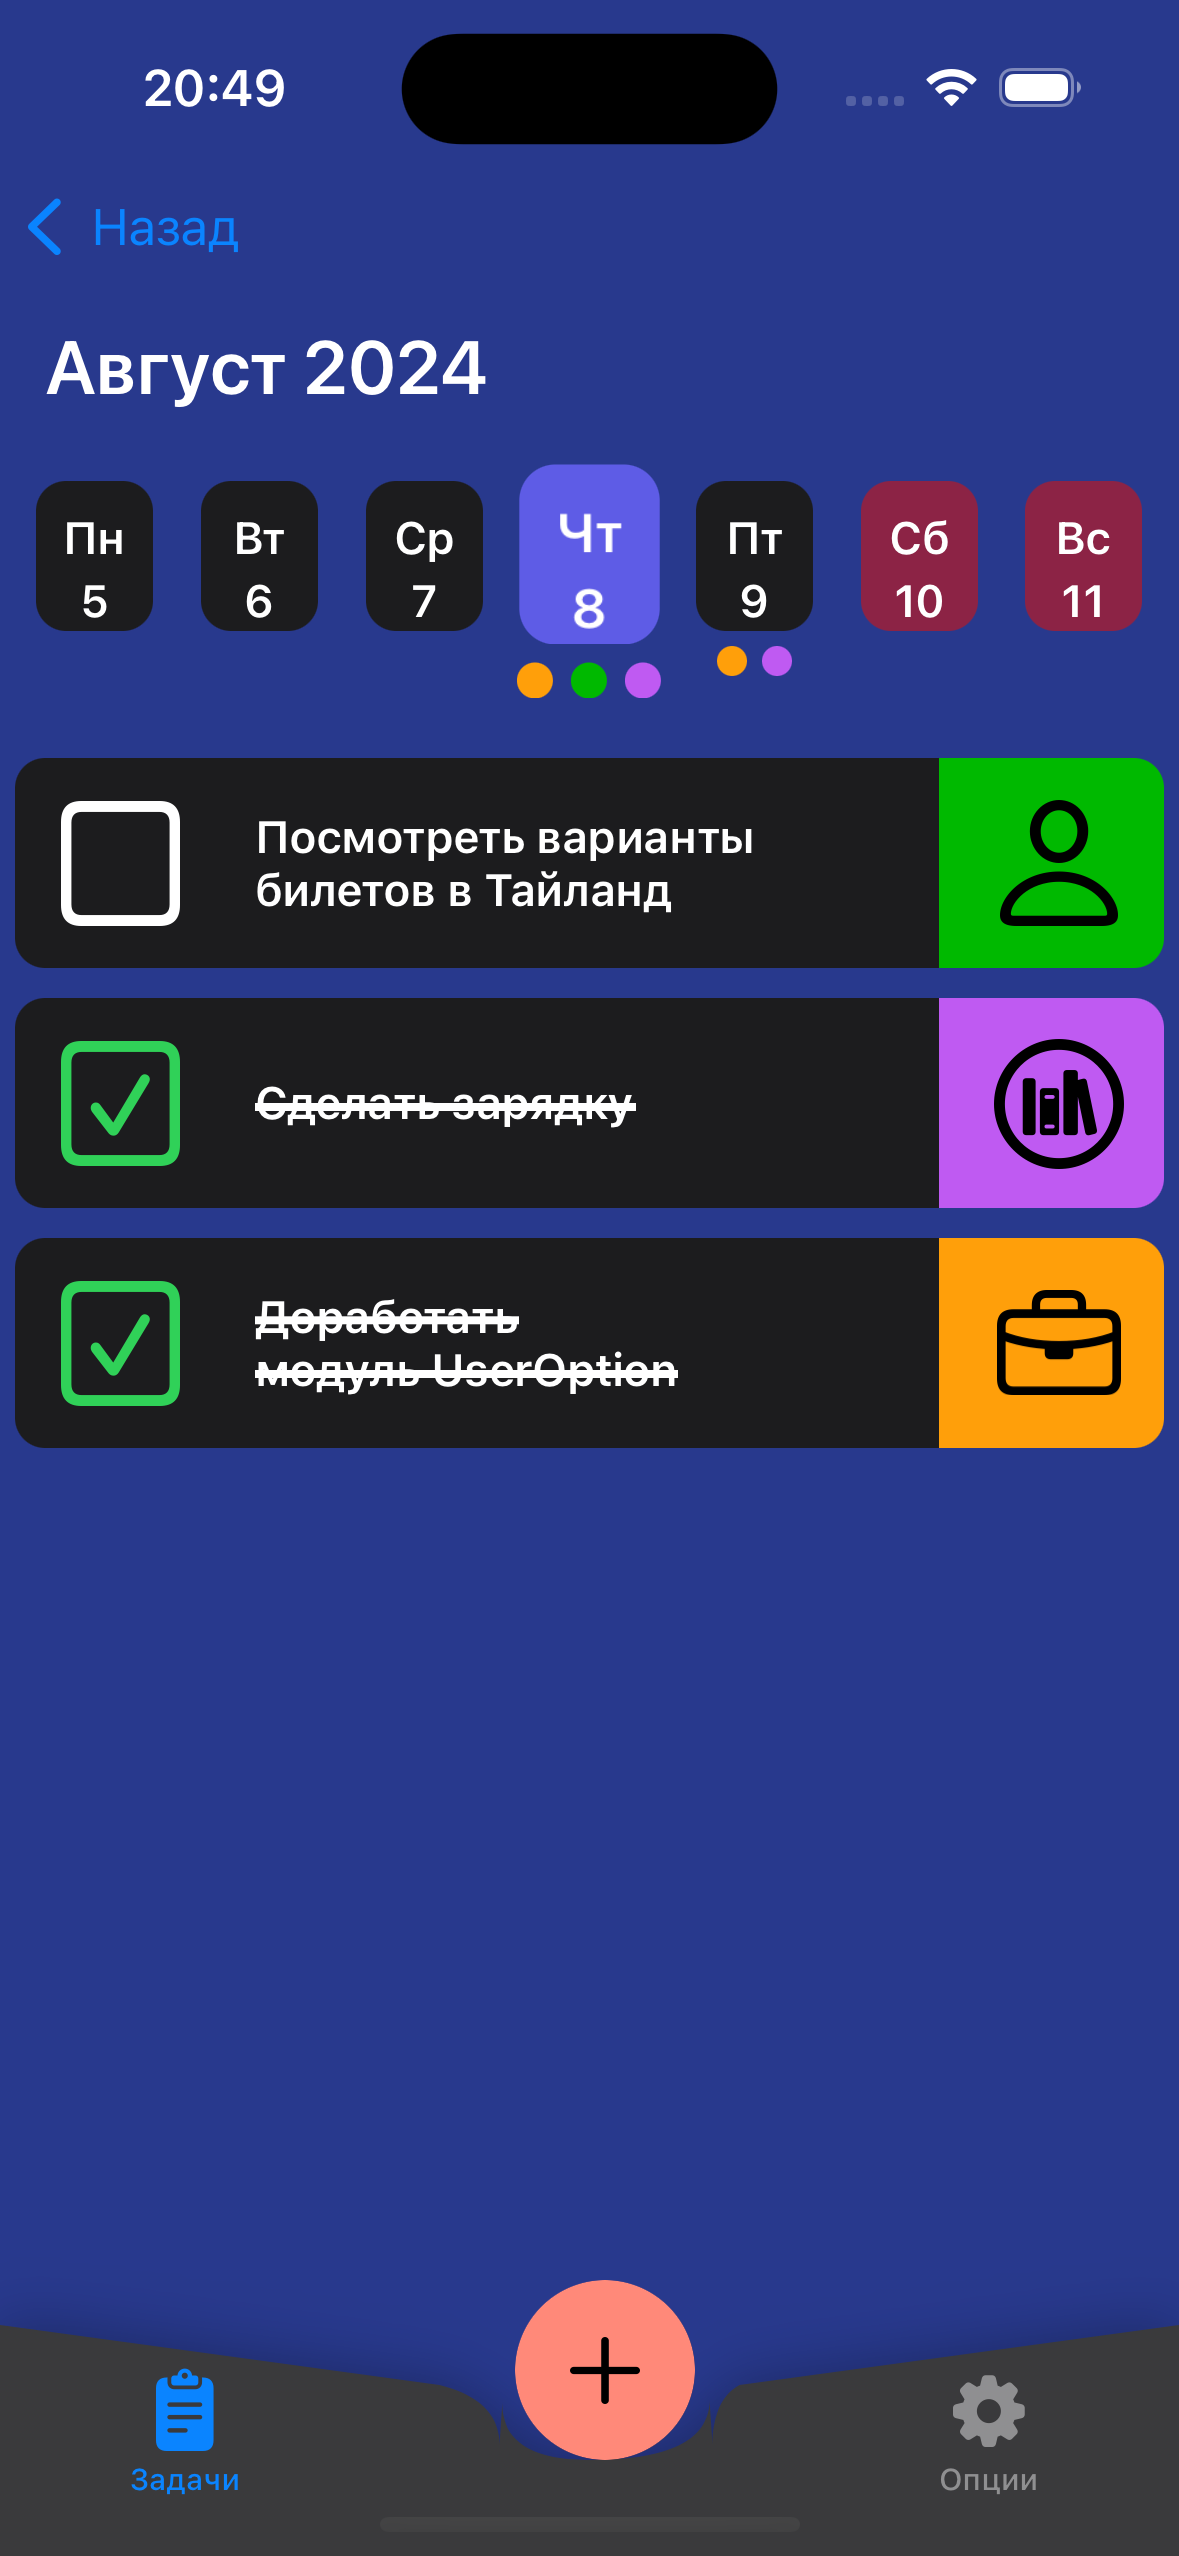 20:49
Назад
Август 2024
Пн Вт Ср Чт Пт Сб Вс
5 6 7 8 9 10 11
Посмотреть варианты
билетов в Тайланд
Сделать зарядку
Доработать
модуль UserOption
Задачи
Опции